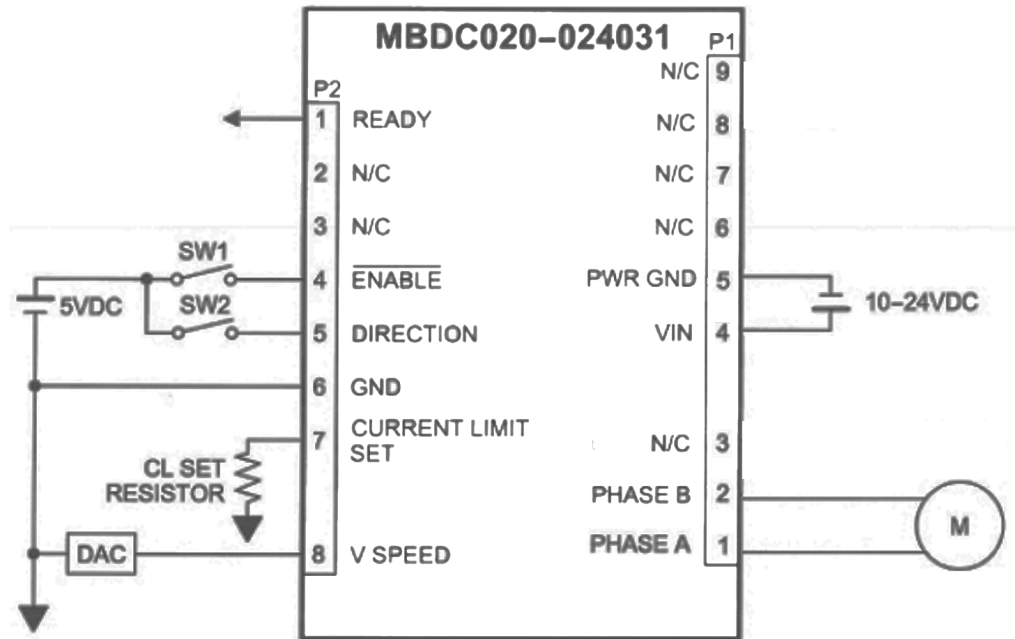 MBDC020-024031
P1
P2
N/C 9
1 READY
N/C 8
2 N/C
N/C 7
3 N/C
N/C 6
SW1
4 ENABLE
PWR GND 5
5VDC
SW2
10-24VDC
5 DIRECTION
VIN 4
6 GND
7 CURRENT LIMIT
SET
N/C 3
CL SET
RESISTOR
PHASE B 2
M
DAC
8 V SPEED
PHASE A 1